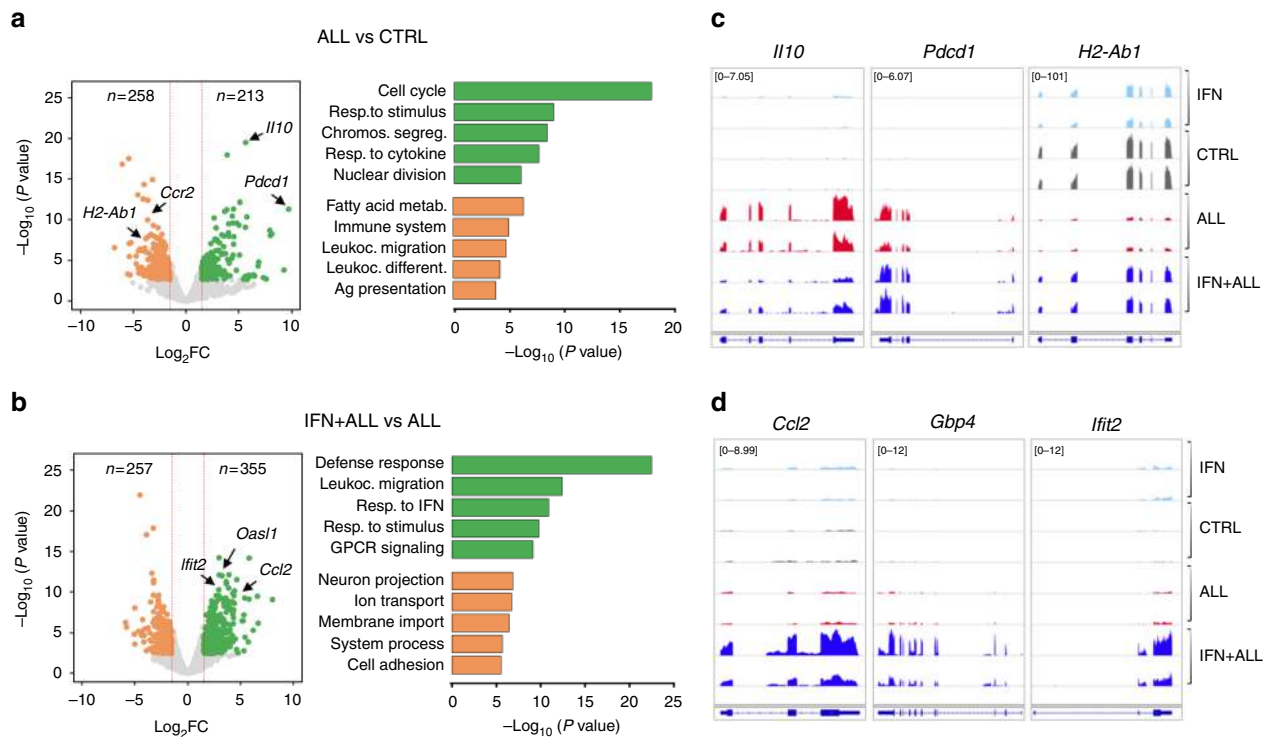 a
ALL vs CTRL
n=258
n=213
Il10
Pdcd1
Ccr2
H2-Ab1
–Log10 (P value)
25
20
15
10
5
0
–10
–5
0
5
10
Log2FC
Cell cycle
Resp.to stimulus
Chromos. segreg.
Resp. to cytokine
Nuclear division
Fatty acid metab.
Immune system
Leukoc. migration
Leukoc. different.
Ag presentation
0
5
10
15
20
–Log10 (P value)
b
IFN+ALL vs ALL
n=257
n=355
Oasl1
Ifit2
Ccl2
–Log10 (P value)
25
20
15
10
5
0
–10
–5
0
5
10
Log2FC
Defense response
Leukoc. migration
Resp. to IFN
Resp. to stimulus
GPCR signaling
Neuron projection
Ion transport
Membrane import
System process
Cell adhesion
0
5
10
15
20
25
–Log10 (P value)
c
Il10
Pdcd1
H2-Ab1
[0–7.05]
[0–6.07]
[0–101]
IFN
CTRL
ALL
IFN+ALL
d
Ccl2
Gbp4
Ifit2
[0–8.99]
[0–12]
[0–12]
IFN
CTRL
ALL
IFN+ALL